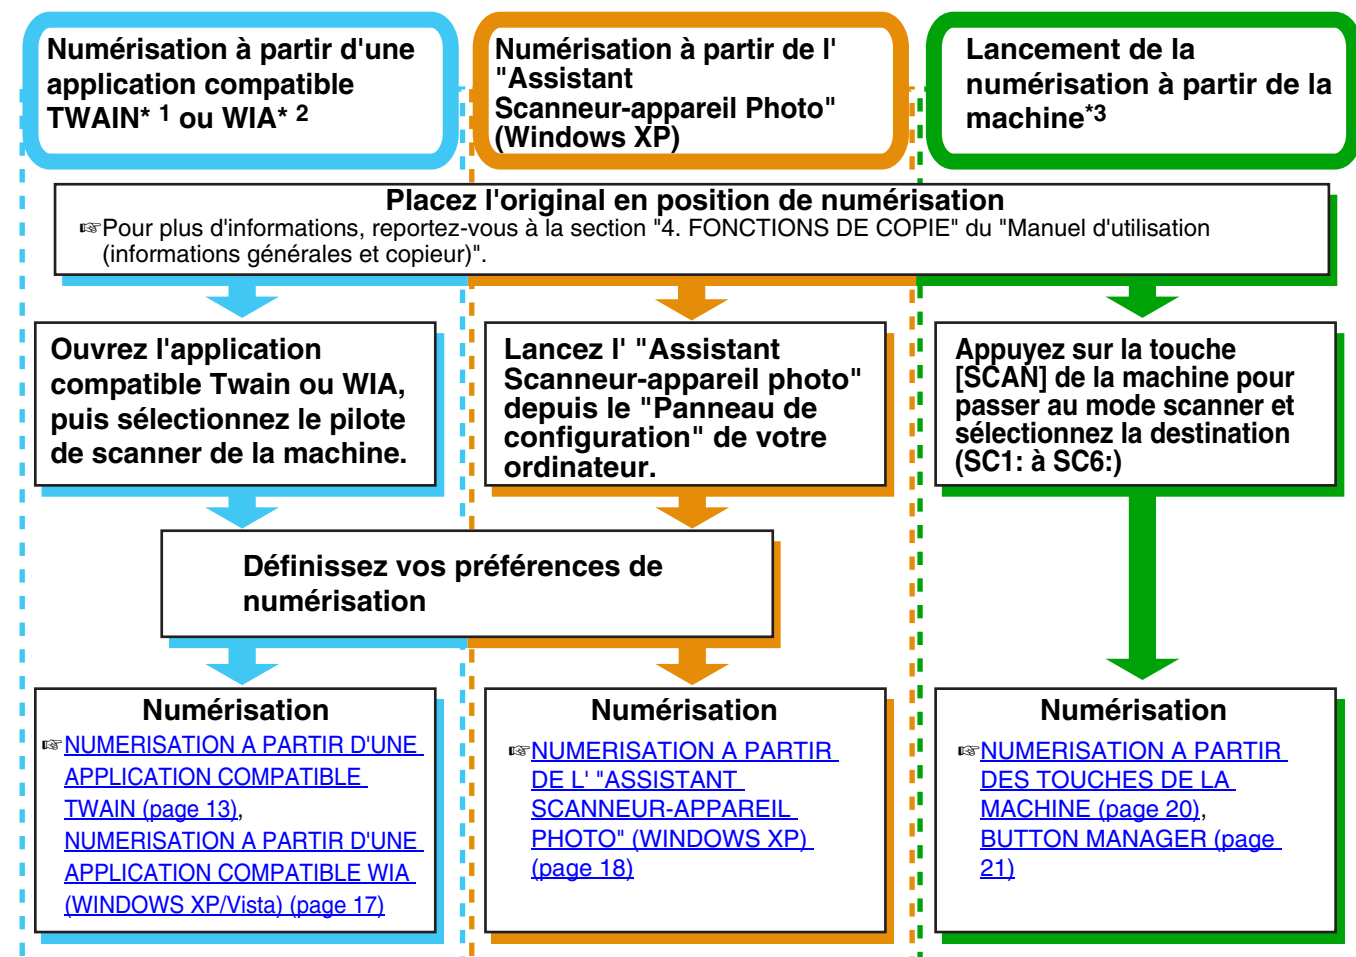 Numérisation à partir d'une
application compatible
TWAIN* 1 ou WIA* 2
Numérisation à partir de l'
"Assistant
Scanneur-appareil Photo"
(Windows XP)
Lancement de la
numérisation à partir de la
machine*3
Placez l'original en position de numérisation
☞Pour plus d'informations, reportez-vous à la section "4. FONCTIONS DE COPIE" du "Manuel d'utilisation
(informations générales et copieur)".
Ouvrez l'application
compatible Twain ou WIA,
puis sélectionnez le pilote
de scanner de la machine.
Lancez l' "Assistant
Scanneur-appareil photo"
depuis le "Panneau de
configuration" de votre
ordinateur.
Appuyez sur la touche
[SCAN] de la machine pour
passer au mode scanner et
sélectionnez la destination
(SC1: à SC6:)
Définissez vos préférences de
numérisation
Numérisation
☞NUMERISATION A PARTIR D'UNE
APPLICATION COMPATIBLE
TWAIN (page 13),
NUMERISATION A PARTIR D'UNE
APPLICATION COMPATIBLE WIA
(WINDOWS XP/Vista) (page 17)
Numérisation
☞NUMERISATION A PARTIR
DE L' "ASSISTANT
SCANNEUR-APPAREIL
PHOTO" (WINDOWS XP)
(page 18)
Numérisation
☞NUMERISATION A PARTIR
DES TOUCHES DE LA
MACHINE (page 20),
BUTTON MANAGER (page
21)